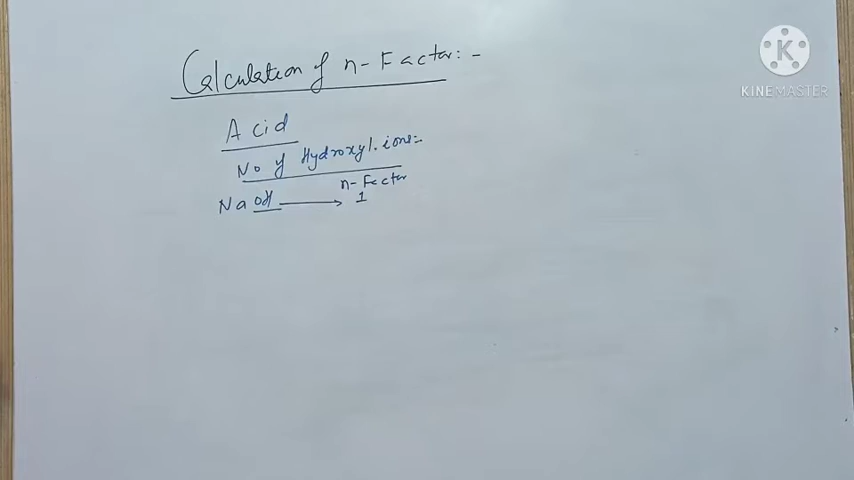 Calculation of n-Factor:-
K
KINEMASTER
Acid
No of Hydroxyl. ions:-
n-Factor
NaOH → 1